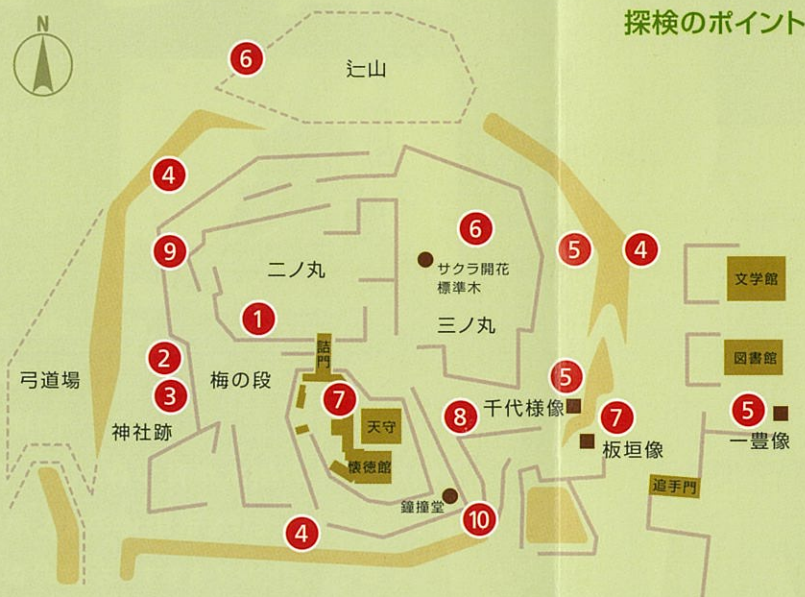 探検のポイント
N
6
辷山
4
9
6
5
4
サクラ開花
標準木
二ノ丸
文学館
1
三ノ丸
詰門
図書館
2
弓道場
梅の段
3
7
5
千代様像
8
7
5
天守
神社跡
板垣像
一豊像
懐徳館
追手門
鐘撞堂
10
4